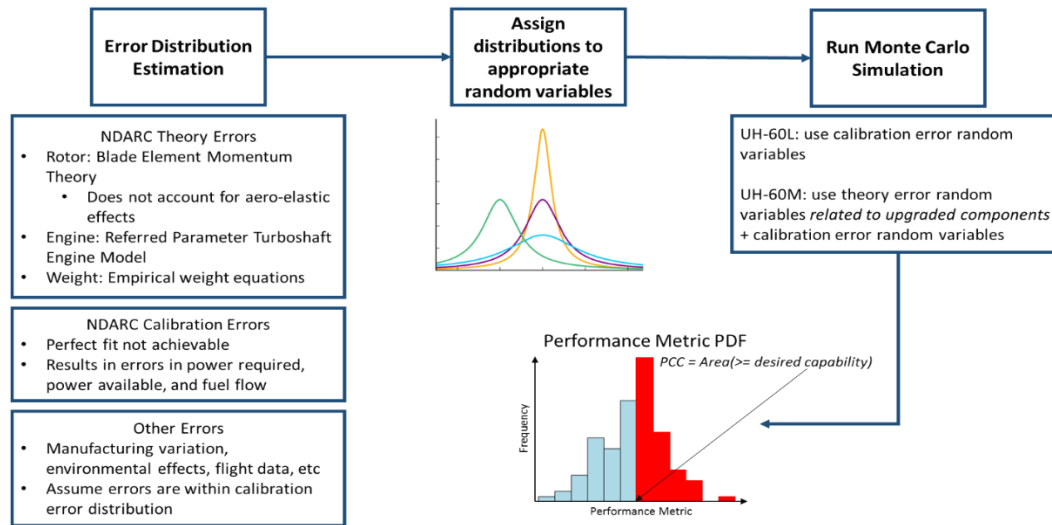 Error Distribution
Estimation
Assign
distributions to
appropriate
random variables
Run Monte Carlo
Simulation
NDARC Theory Errors
• Rotor: Blade Element Momentum
Theory
• Does not account for aero-elastic
effects
• Engine: Referred Parameter Turboshaft
Engine Model
• Weight: Empirical weight equations
NDARC Calibration Errors
• Perfect fit not achievable
• Results in errors in power required,
power available, and fuel flow
Other Errors
• Manufacturing variation,
environmental effects, flight data, etc
• Assume errors are within calibration
error distribution
UH-60L: use calibration error random
variables
UH-60M: use theory error random
variables related to upgraded components
+ calibration error random variables
Performance Metric PDF
PCC = Area(>= desired capability)
Frequency
Performance Metric